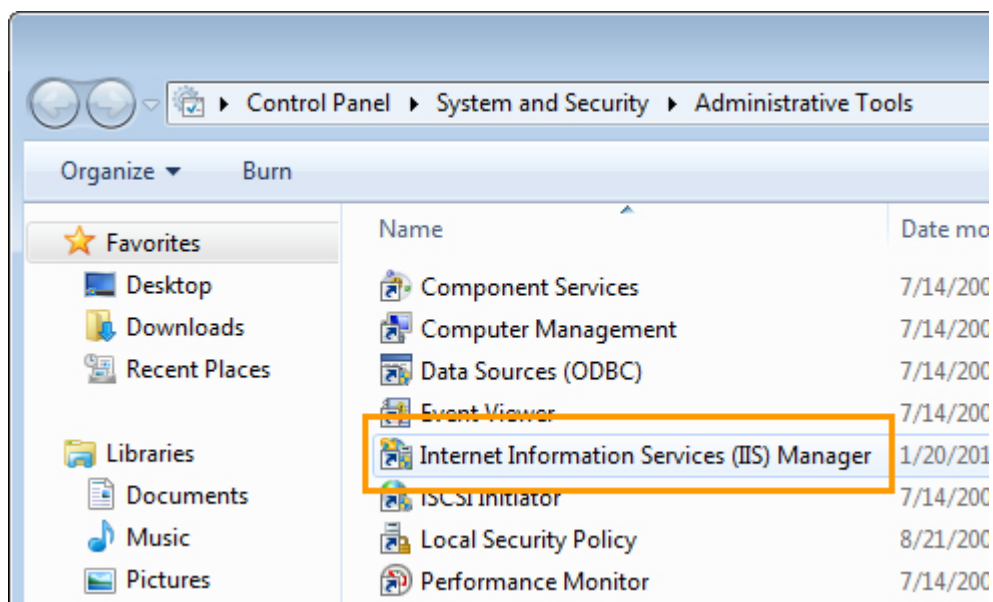 Control Panel System and Security Administrative Tools
Organize Burn
Name Date mo
Favorites
Desktop
Downloads
Recent Places
Libraries
Documents
Music
Pictures
Component Services 7/14/200
Computer Management 7/14/200
Data Sources (ODBC) 7/14/200
Event Viewer 7/14/200
Internet Information Services (IIS) Manager 1/20/201
iSCSI Initiator 7/14/200
Local Security Policy 8/21/200
Performance Monitor 7/14/200